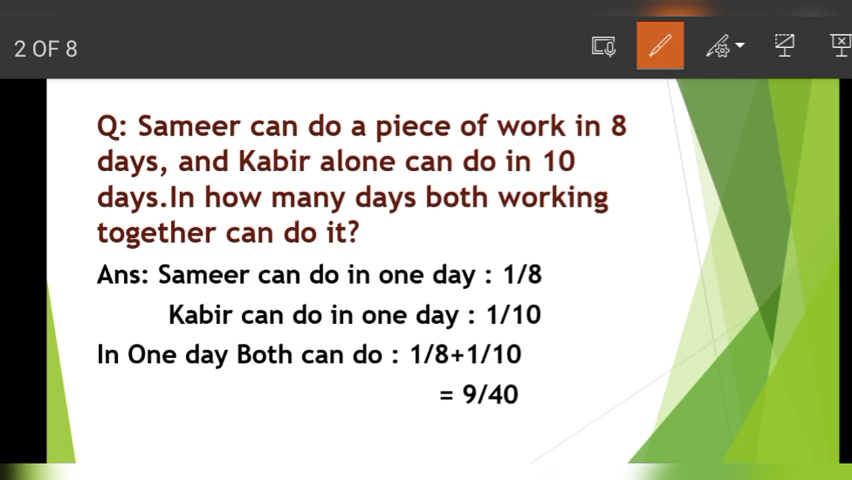 2 OF 8
Q: Sameer can do a piece of work in 8
days, and Kabir alone can do in 10
days.In how many days both working
together can do it?
Ans: Sameer can do in one day : 1/8
Kabir can do in one day : 1/10
In One day Both can do : 1/8+1/10
= 9/40